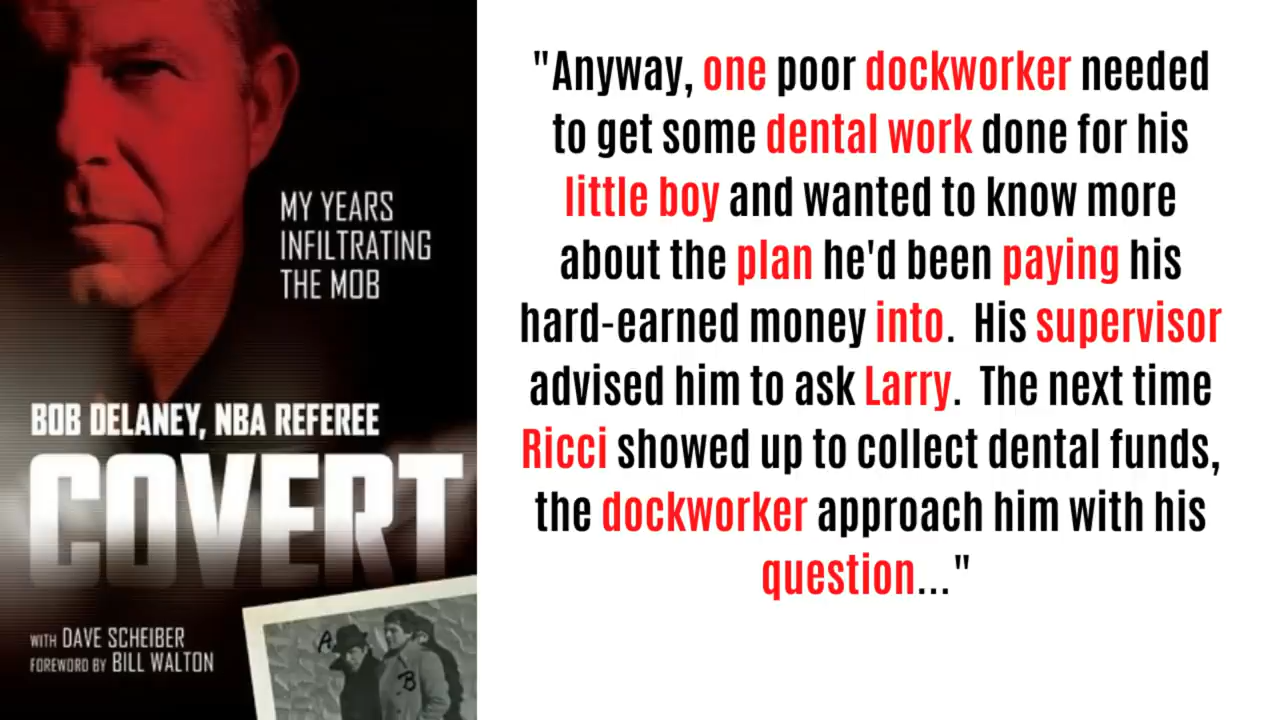 MY YEARS
INFILTRATING
THE MOB
BOB DELANEY, NBA REFEREE
COVERT
WITH DAVE SCHEIBER
FOREWORD BY BILL WALTON
A
B
"Anyway, one poor dockworker needed
to get some dental work done for his
little boy and wanted to know more
about the plan he'd been paying his
hard-earned money into.  His supervisor
advised him to ask Larry.  The next time
Ricci showed up to collect dental funds,
the dockworker approach him with his
question..."